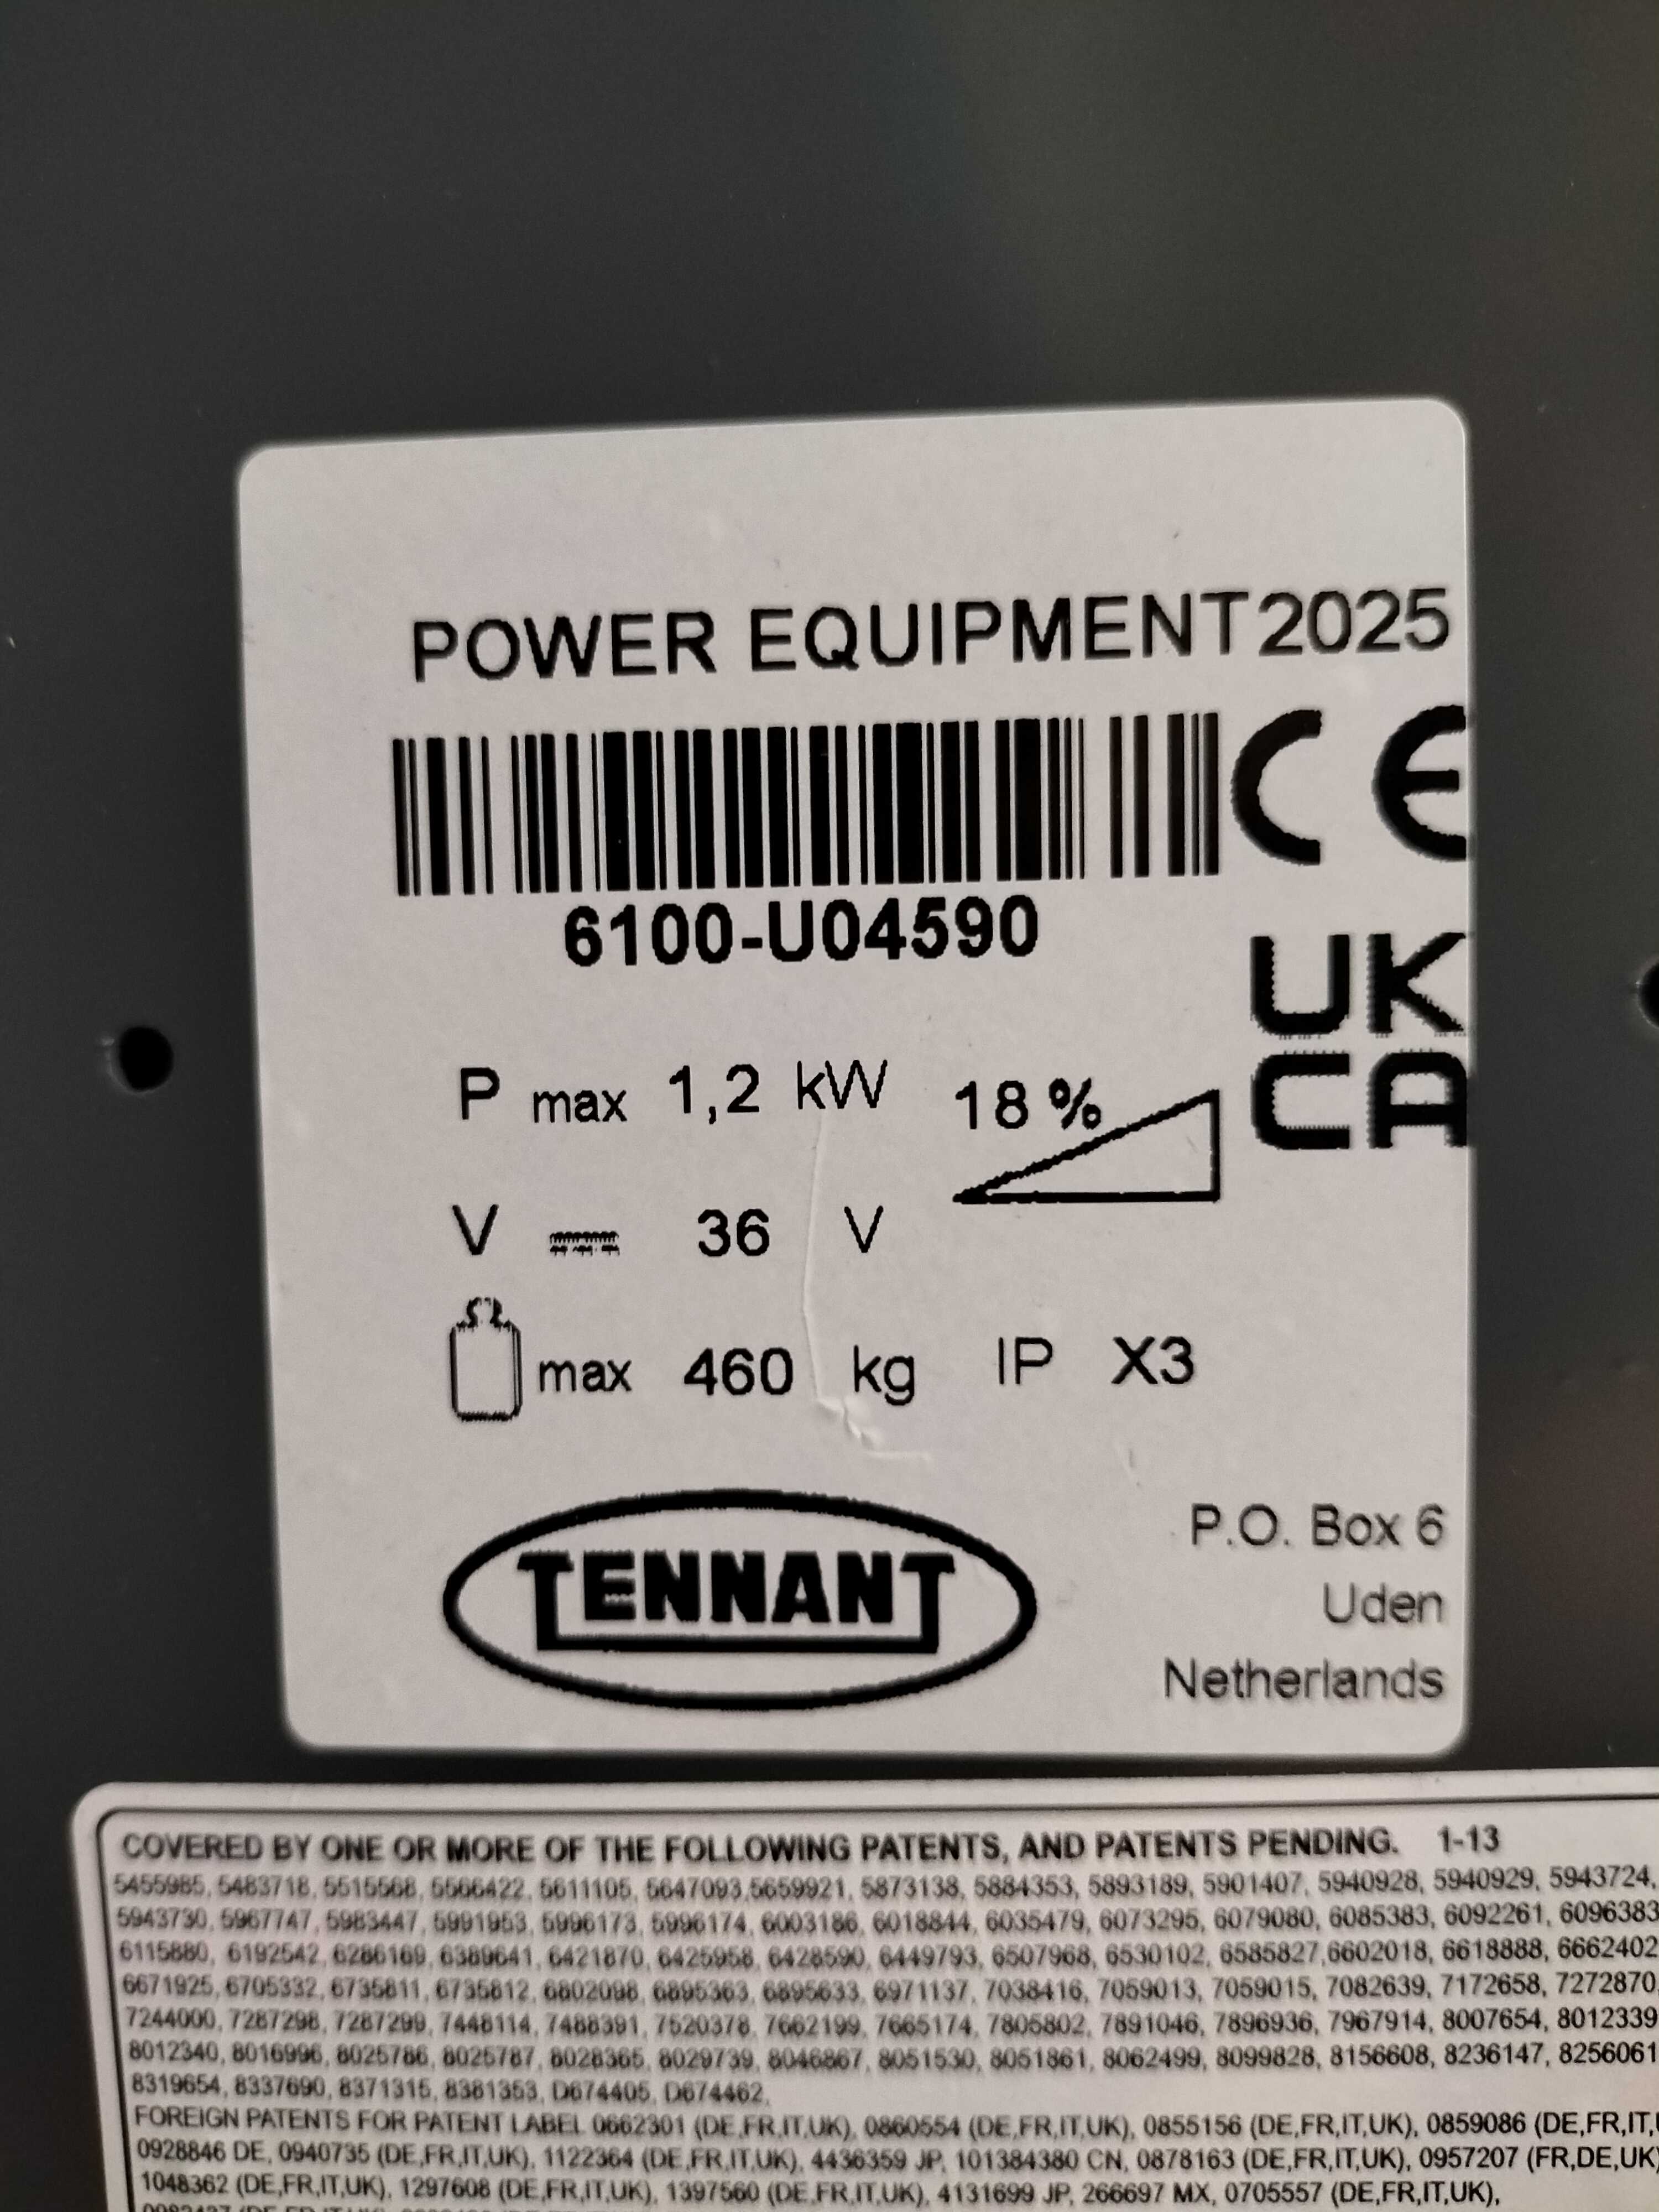 POWER EQUIPMENT 2025
CE
6100-U04590
UK
CA
P max 1,2 kW 18 %
V 36 V
max 460 kg IP X3
TENNANT
P.O. Box 6
Uden
Netherlands
COVERED BY ONE OR MORE OF THE FOLLOWING PATENTS, AND PATENTS PENDING. 1-13
5455985, 5483718, 5515568, 5566422, 5611105, 5647093,5659921, 5873138, 5884353, 5893189, 5901407, 5940928, 5940929, 5943724,
5943730, 5967747, 5983447, 5991953, 5996173, 5996174, 6003186, 6018844, 6035479, 6073295, 6079080, 6085383, 6092261, 6096383
6115880, 6192542, 6286169, 6389641, 6421870, 6425958, 6428590, 6449793, 6507968, 6530102, 6585827,6602018, 6618888, 6662402
6671925, 6705332, 6735811, 6735812, 6802098, 6895363, 6895633, 6971137, 7038416, 7059013, 7059015, 7082639, 7172658, 7272870,
7244000, 7287298, 7287299, 7448114, 7488391, 7520378, 7662199, 7665174, 7805802, 7891046, 7896936, 7967914, 8007654, 8012339
8012340, 8016996, 8025786, 8025787, 8028365, 8029739, 8046867, 8051530, 8051861, 8062499, 8099828, 8156608, 8236147, 8256061
8319654, 8337690, 8371315, 8381353, D674405, D674462,
FOREIGN PATENTS FOR PATENT LABEL 0662301 (DE,FR,IT,UK), 0860554 (DE,FR,IT,UK), 0855156 (DE,FR,IT,UK), 0859086 (DE,FR,IT,
0928846 DE, 0940735 (DE,FR,IT,UK), 1122364 (DE,FR,IT,UK), 4436359 JP, 101384380 CN, 0878163 (DE,FR,IT,UK), 0957207 (FR,DE,UK)
1048362 (DE,FR,IT,UK), 1297608 (DE,FR,IT,UK), 1397560 (DE,FR,IT,UK), 4131699 JP, 266697 MX, 0705557 (DE,FR,IT,UK),